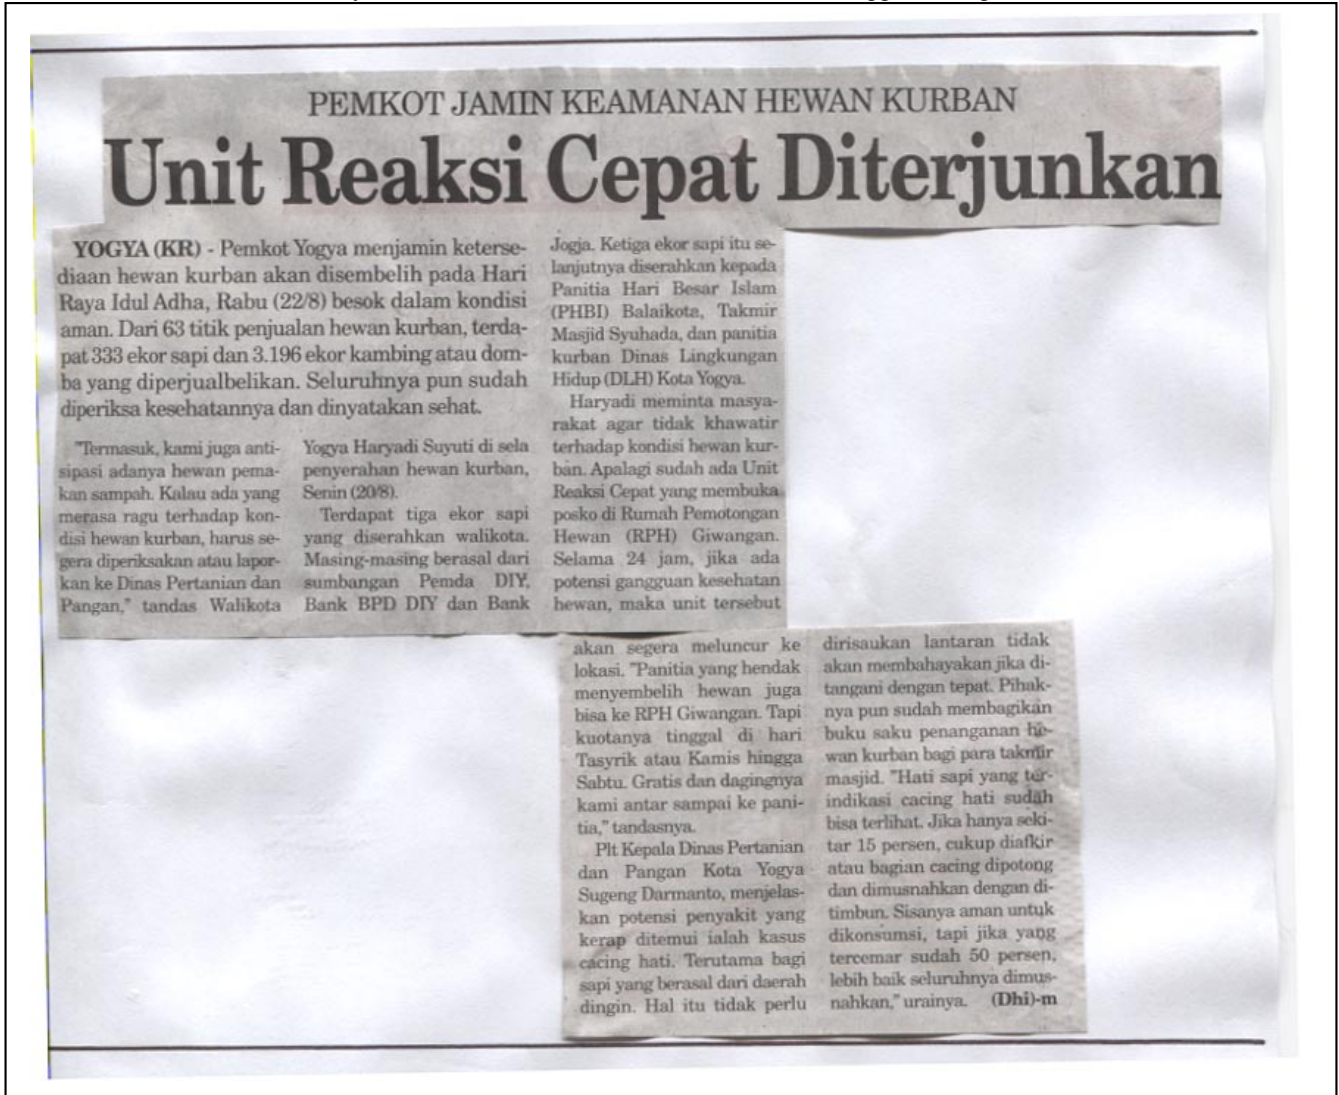 PEMKOT JAMIN KEAMANAN HEWAN KURBAN
Unit Reaksi Cepat Diterjunkan
YOGYA (KR) - Pemkot Yogya menjamin keterse-
diaan hewan kurban akan disembelih pada Hari
Raya Idul Adha, Rabu (22/8) besok dalam kondisi
aman. Dari 63 titik penjualan hewan kurban, terda-
pat 333 ekor sapi dan 3.196 ekor kambing atau dom-
ba yang diperjualbelikan. Seluruhnya pun sudah
diperiksa kesehatannya dan dinyatakan sehat.
"Termasuk, kami juga anti-
sipasi adanya hewan pema-
kan sampah. Kalau ada yang
merasa ragu terhadap kon-
disi hewan kurban, harus se-
gera diperiksakan atau lapor-
kan ke Dinas Pertanian dan
Pangan," tandas Walikota
Yogya Haryadi Suyuti di sela
penyerahan hewan kurban,
Senin (20/8).
Terdapat tiga ekor sapi
yang diserahkan walikota.
Masing-masing berasal dari
sumbangan Pemda DIY,
Bank BPD DIY dan Bank
Jogja. Ketiga ekor sapi itu se-
lanjutnya diserahkan kepada
Panitia Hari Besar Islam
(PHBI) Balaikota, Takmir
Masjid Syuhada, dan panitia
kurban Dinas Lingkungan
Hidup (DLH) Kota Yogya.
Haryadi meminta masya-
rakat agar tidak khawatir
terhadap kondisi hewan kur-
ban. Apalagi sudah ada Unit
Reaksi Cepat yang membuka
posko di Rumah Pemotongan
Hewan (RPH) Giwangan.
Selama 24 jam, jika ada
potensi gangguan kesehatan
hewan, maka unit tersebut
akan segera meluncur ke
lokasi. "Panitia yang hendak
menyembelih hewan juga
bisa ke RPH Giwangan. Tapi
kuotanya tinggal di hari
Tasyrik atau Kamis hingga
Sabtu. Gratis dan dagingnya
kami antar sampai ke pani-
tia," tandasnya.
Plt Kepala Dinas Pertanian
dan Pangan Kota Yogya
Sugeng Darmanto, menjelas-
kan potensi penyakit yang
kerap ditemui ialah kasus
cacing hati. Terutama bagi
sapi yang berasal dari daerah
dingin. Hal itu tidak perlu
dirisaukan lantaran tidak
akan membahayakan jika di-
tangani dengan tepat. Pihak-
nya pun sudah membagikan
buku saku penanganan he-
wan kurban bagi para takmir
masjid. "Hati sapi yang ter-
indikasi cacing hati sudah
bisa terlihat. Jika hanya seki-
tar 15 persen, cukup diafkir
atau bagian cacing dipotong
dan dimusnahkan dengan di-
timbun. Sisanya aman untuk
dikonsumsi, tapi jika yang
tercemar sudah 50 persen,
lebih baik seluruhnya dimus-
nahkan," urainya. (Dhi)-m